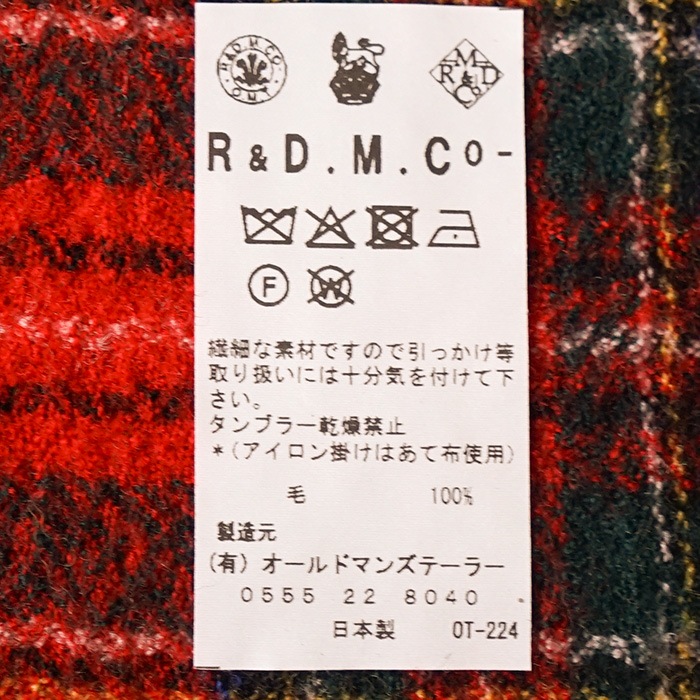 R.&D.M.CO. O.M.T
M R&D Co
R&D.M.Co-
F W
繊細な素材ですので引っかけ等
取り扱いには十分気を付けて下
さい。
タンブラー乾燥禁止
*(アイロン掛けはあて布使用)
毛 100%
製造元
(有) オールドマンズテーラー
0555 22 8040
日本製 OT-224